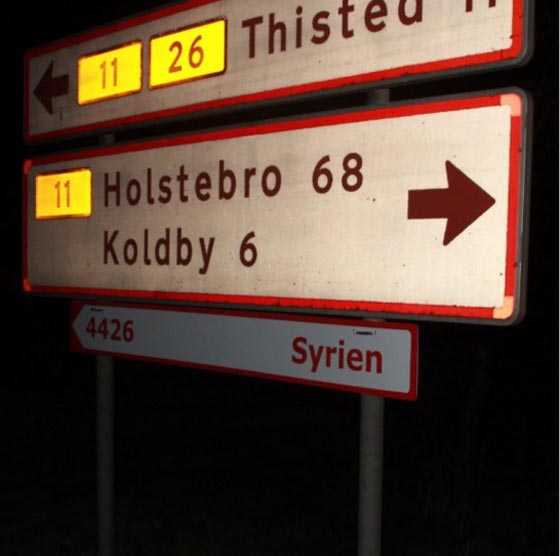 11 26 Thisted
11 Holstebro 68
Koldby 6
4426 Syrien